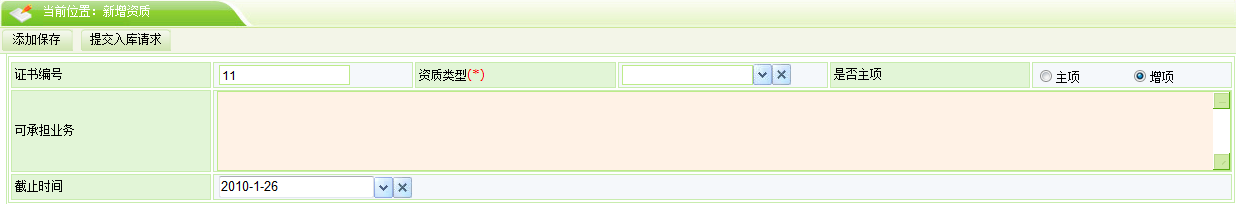 当前位置：新增资质
添加保存 提交入库请求
证书编号 11 资质类型(*) 是否主项 主项 增项
可承担业务
截止时间 2010-1-26